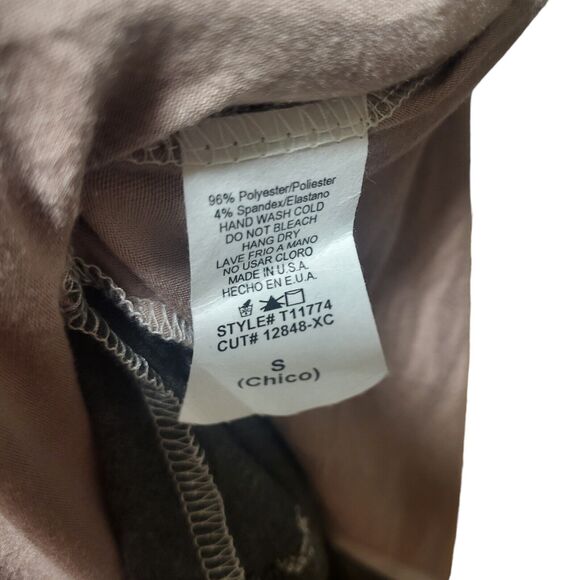 96% Polyester/Poliester
4% Spandex/Elastano
HAND WASH COLD
DO NOT BLEACH
HANG DRY
LAVE FRIO A MANO
NO USAR CLORO
MADE IN U.S.A.
HECHO EN E.U.A.
STYLE# T11774
CUT# 12848-XC
S
(Chico)